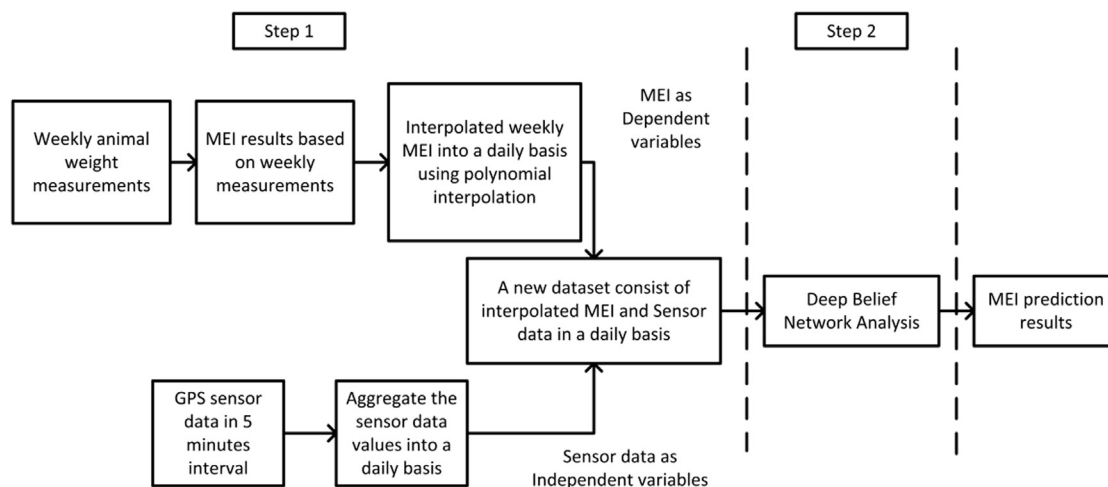 Step 1
Step 2
Weekly animal
weight
measurements
MEI results based
on weekly
measurements
Interpolated weekly
MEI into a daily basis
using polynomial
interpolation
MEI as
Dependent
variables
A new dataset consist of
interpolated MEI and Sensor
data in a daily basis
Deep Belief
Network Analysis
MEI prediction
results
GPS sensor
data in 5
minutes
interval
Aggregate the
sensor data
values into a
daily basis
Sensor data as
Independent variables